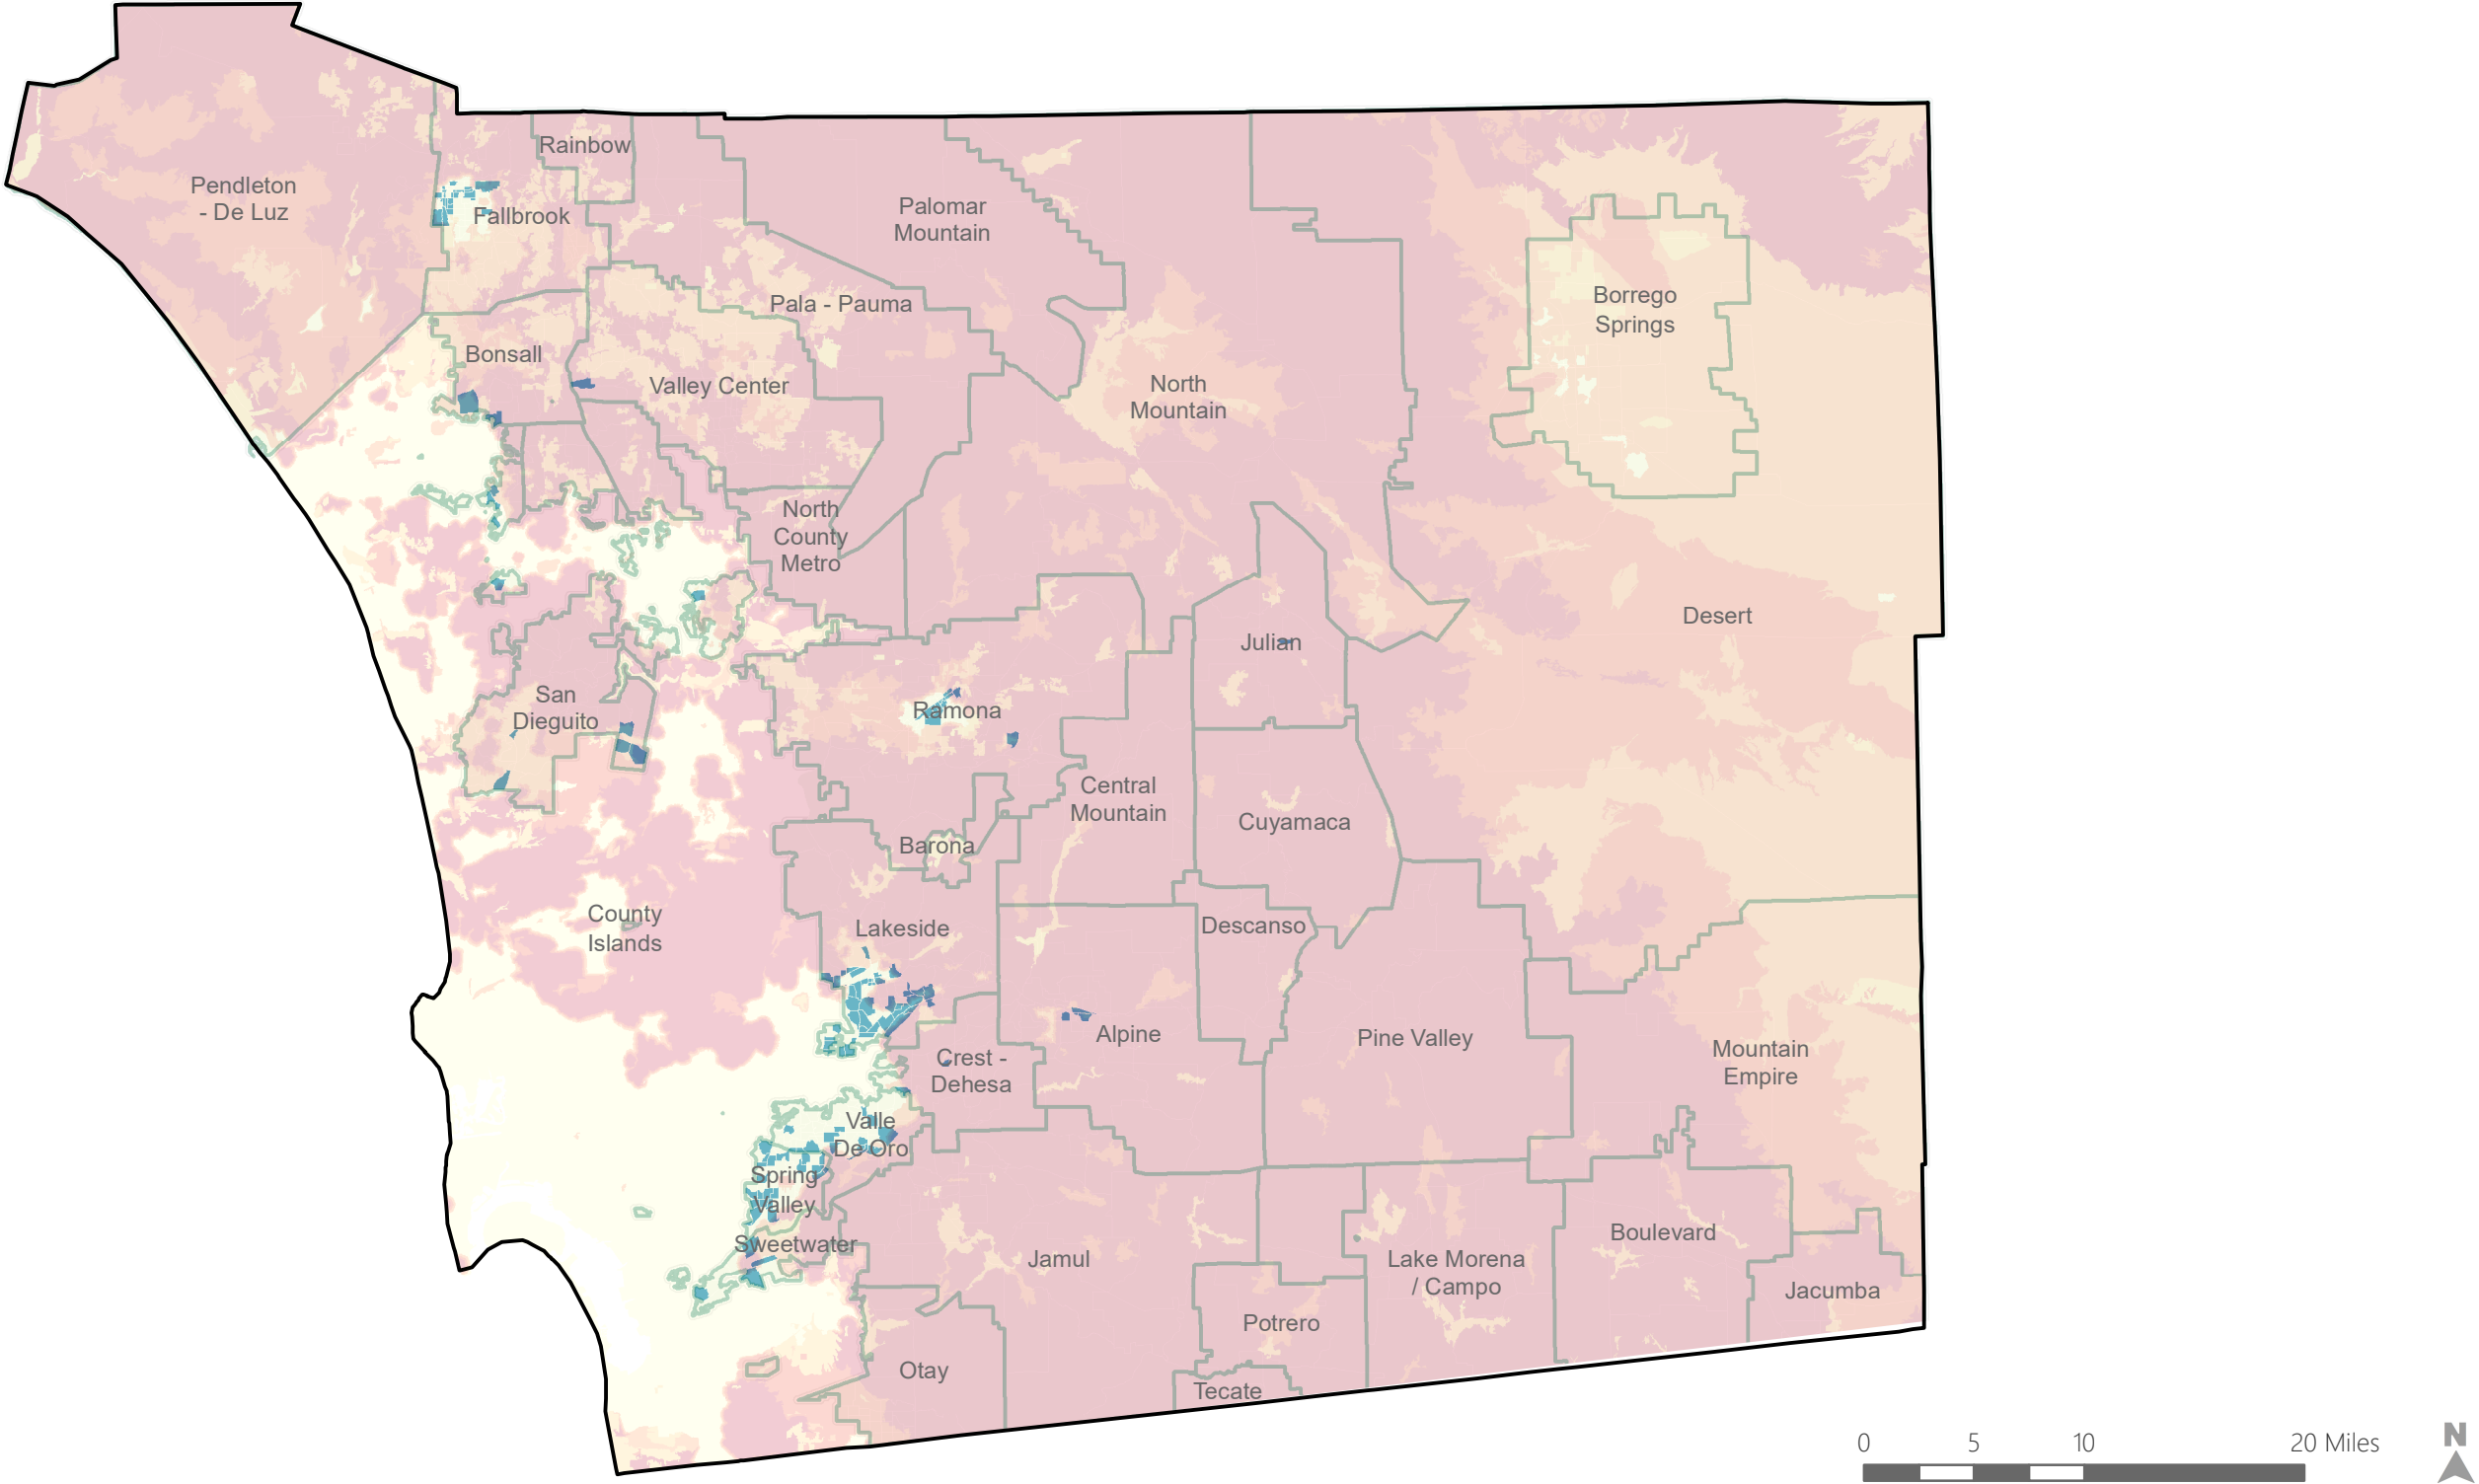 Rainbow
Pendleton
- De Luz
Fallbrook
Palomar
Mountain
Borrego
Springs
Pala - Pauma
Bonsall
Valley Center
North
Mountain
North
County
Metro
Desert
Julian
San
Dieguito
Ramona
Central
Mountain
Cuyamaca
Barona
County
Islands
Lakeside
Descanso
Alpine
Pine Valley
Crest -
Dehesa
Mountain
Empire
Valle
De Oro
Spring
Valley
Sweetwater
Jamul
Lake Morena
/ Campo
Boulevard
Jacumba
Potrero
Otay
Tecate
0 5 10 20 Miles
N